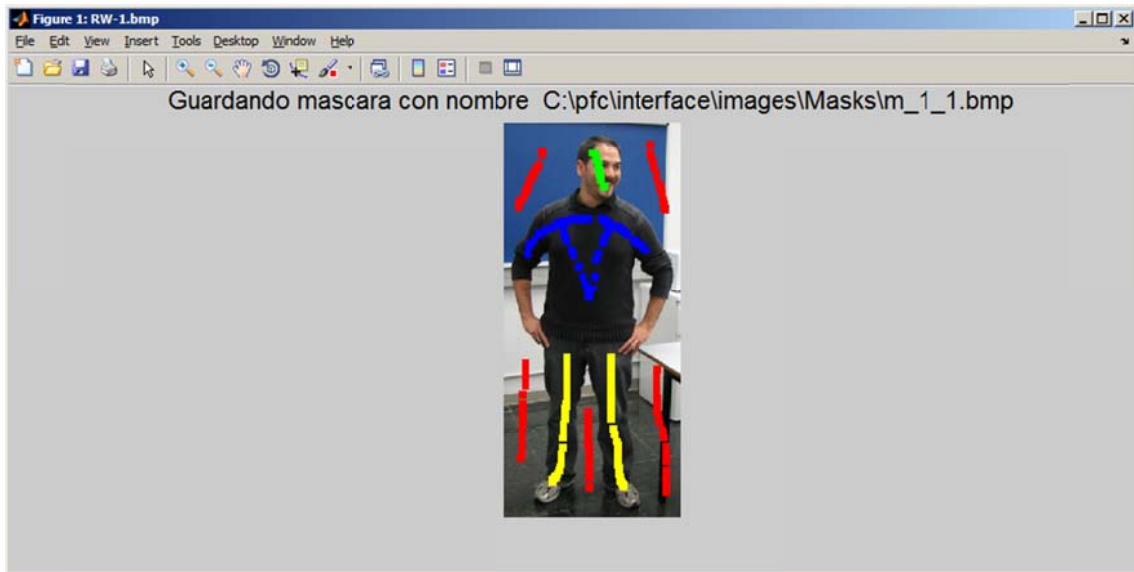 Figure 1: RW-1.bmp
File Edit View Insert Tools Desktop Window Help
Guardando mascara con nombre C:\pfc\interface\images\Masks\m_1_1.bmp